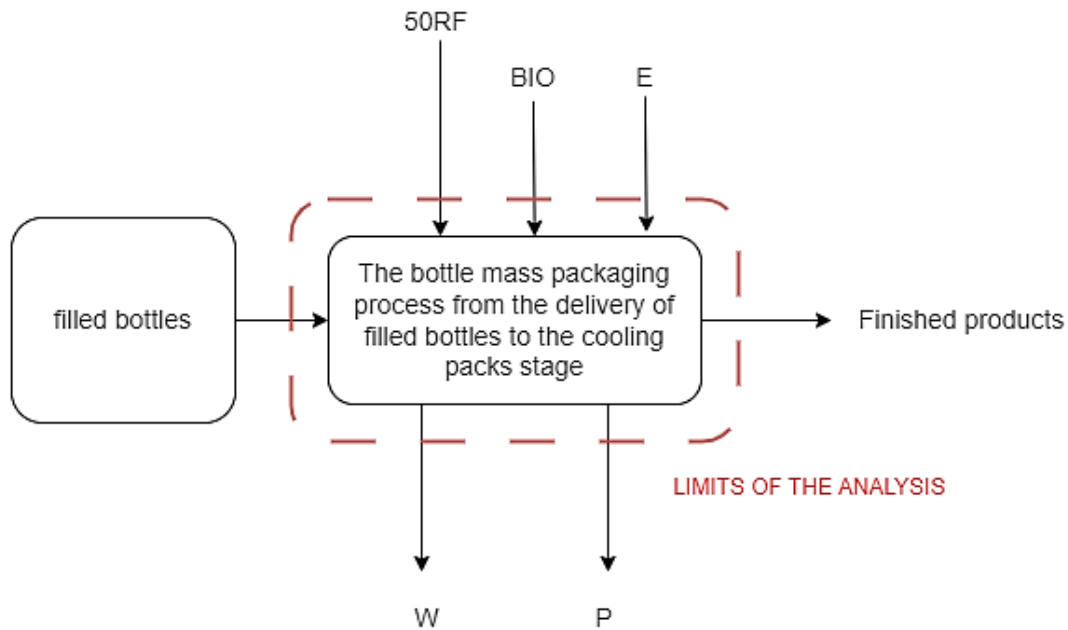 50RF
BIO
E
filled bottles
The bottle mass packaging
process from the delivery of
filled bottles to the cooling
packs stage
Finished products
LIMITS OF THE ANALYSIS
W
P